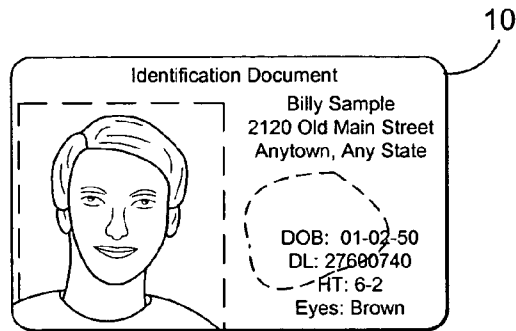 10
Identification Document
Billy Sample
2120 Old Main Street
Anytown, Any State
DOB: 01-02-50
DL: 27600740
HT: 6-2
Eyes: Brown